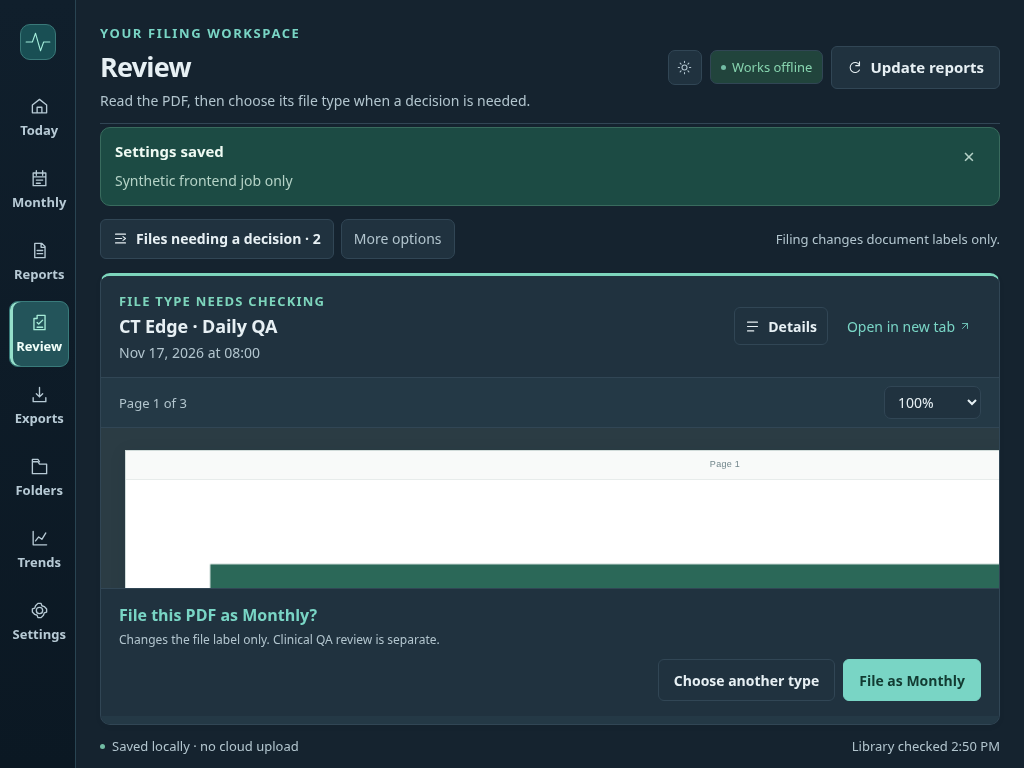 YOUR FILING WORKSPACE
Review
Read the PDF, then choose its file type when a decision is needed.
Works offline
Update reports
Today
Monthly
Reports
Review
Exports
Folders
Trends
Settings
Settings saved
Synthetic frontend job only
Files needing a decision · 2
More options
Filing changes document labels only.
FILE TYPE NEEDS CHECKING
CT Edge · Daily QA
Nov 17, 2026 at 08:00
Details
Open in new tab
Page 1 of 3
100%
Page 1
File this PDF as Monthly?
Changes the file label only. Clinical QA review is separate.
Choose another type
File as Monthly
Saved locally · no cloud upload
Library checked 2:50 PM